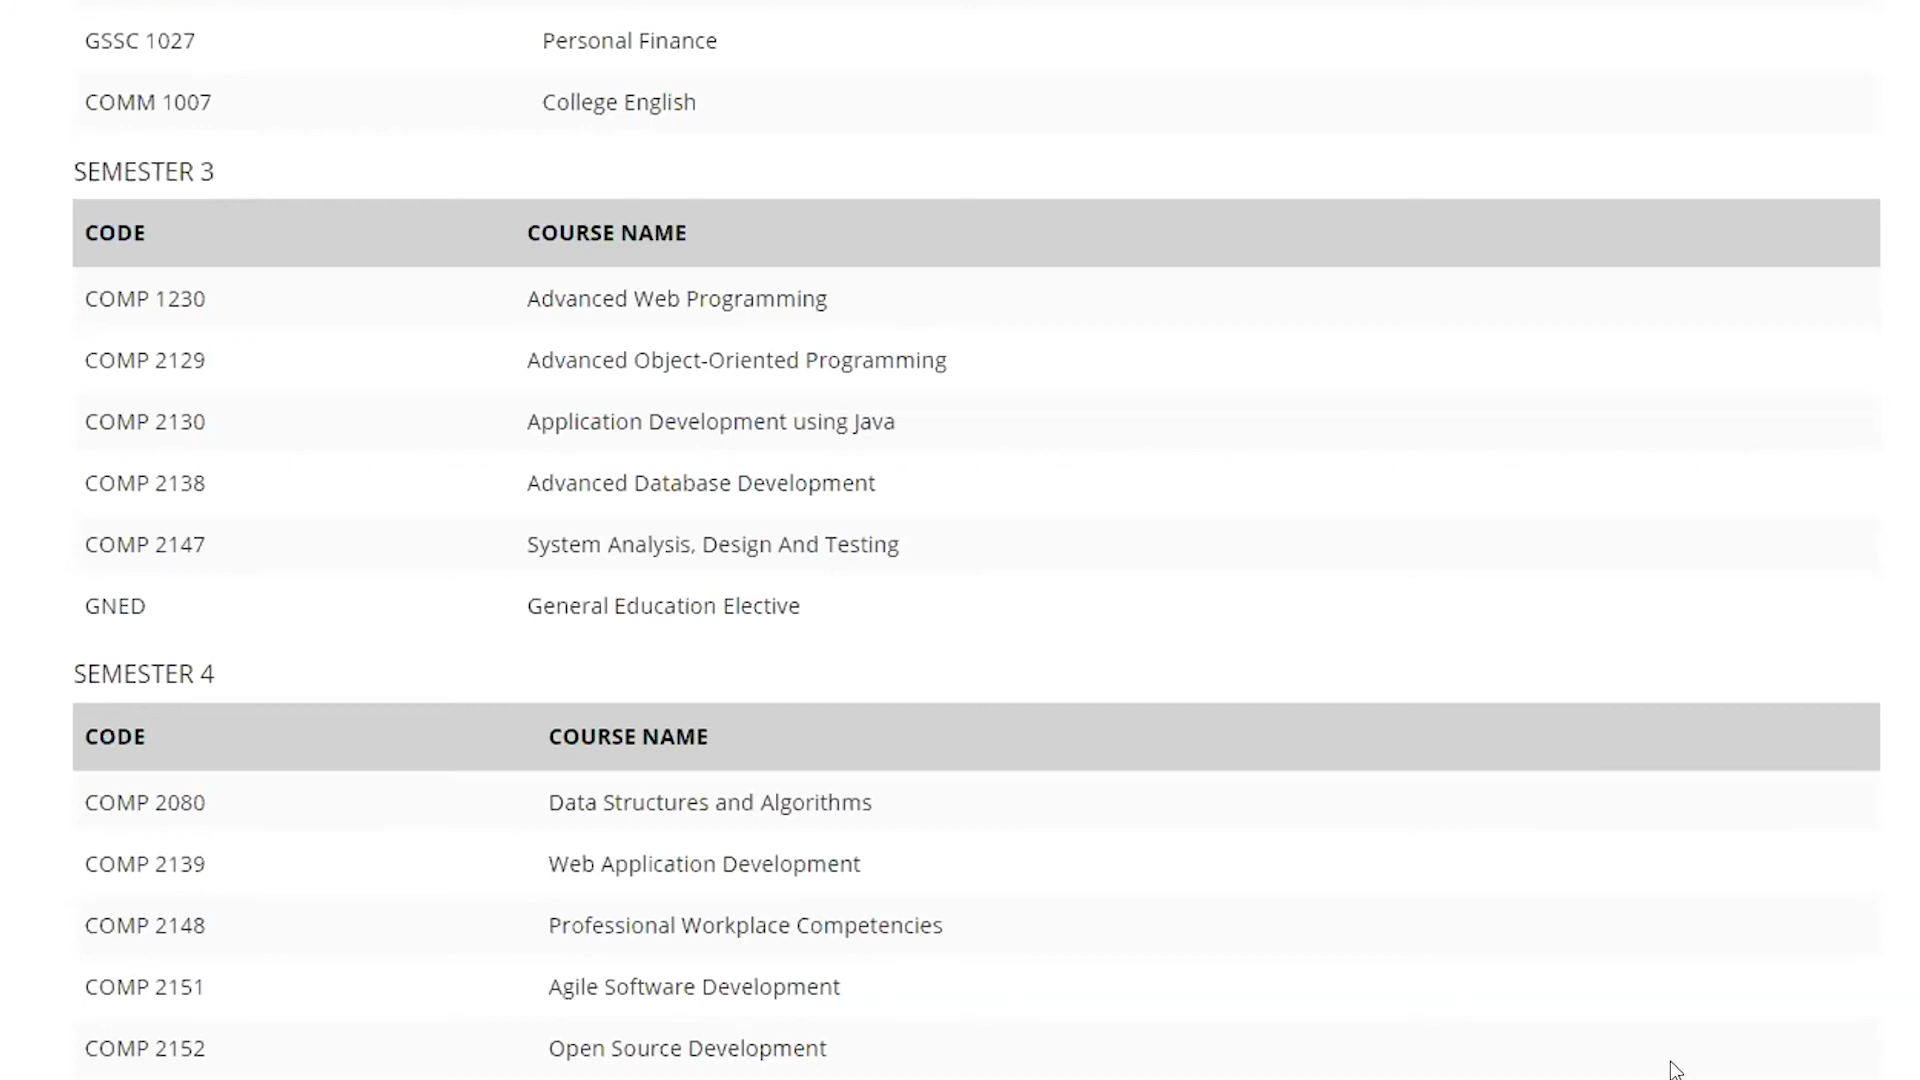 GSSC 1027 Personal Finance
COMM 1007 College English
SEMESTER 3
CODE COURSE NAME
COMP 1230 Advanced Web Programming
COMP 2129 Advanced Object-Oriented Programming
COMP 2130 Application Development using Java
COMP 2138 Advanced Database Development
COMP 2147 System Analysis, Design And Testing
GNED General Education Elective
SEMESTER 4
CODE COURSE NAME
COMP 2080 Data Structures and Algorithms
COMP 2139 Web Application Development
COMP 2148 Professional Workplace Competencies
COMP 2151 Agile Software Development
COMP 2152 Open Source Development